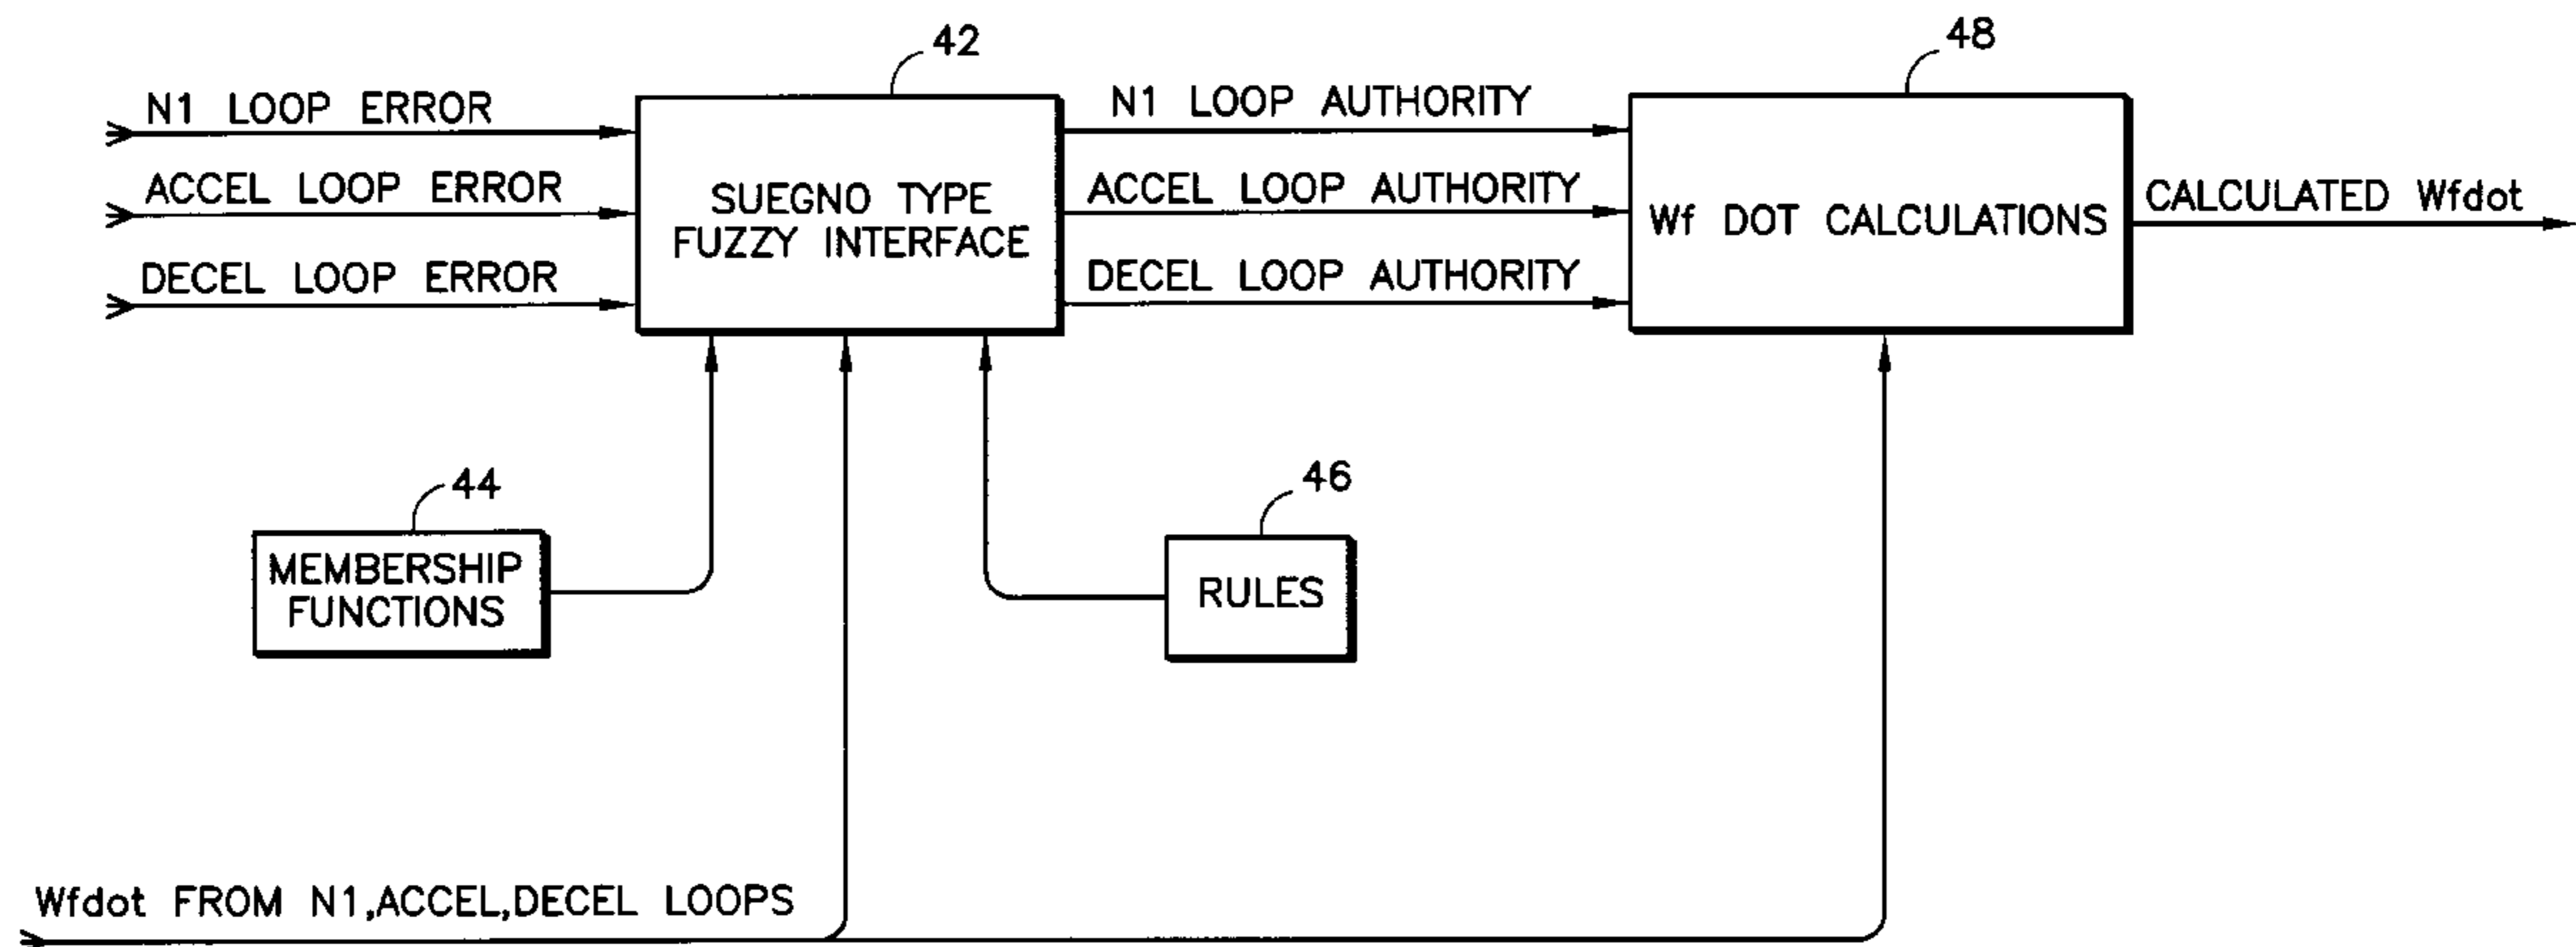 42
48
N1 LOOP ERROR
ACCEL LOOP ERROR
DECEL LOOP ERROR
SUEGNO TYPE
FUZZY INTERFACE
N1 LOOP AUTHORITY
ACCEL LOOP AUTHORITY
DECEL LOOP AUTHORITY
Wf DOT CALCULATIONS
CALCULATED Wfdot
44
MEMBERSHIP
FUNCTIONS
46
RULES
Wfdot FROM N1,ACCEL,DECEL LOOPS